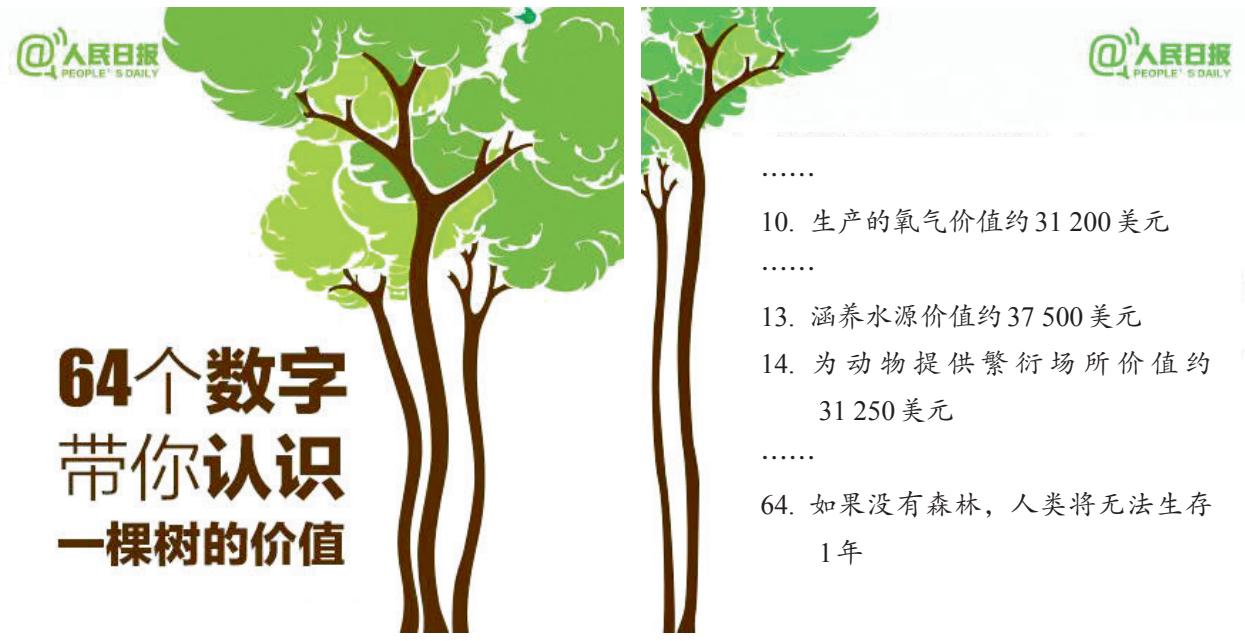 @人民日报
PEOPLE'S DAILY
64个数字
带你认识
一棵树的价值
@人民日报
PEOPLE'S DAILY
……
10. 生产的氧气价值约31 200美元
……
13. 涵养水源价值约37 500美元
14. 为动物提供繁衍场所价值约
31 250美元
……
64. 如果没有森林，人类将无法生存
1年